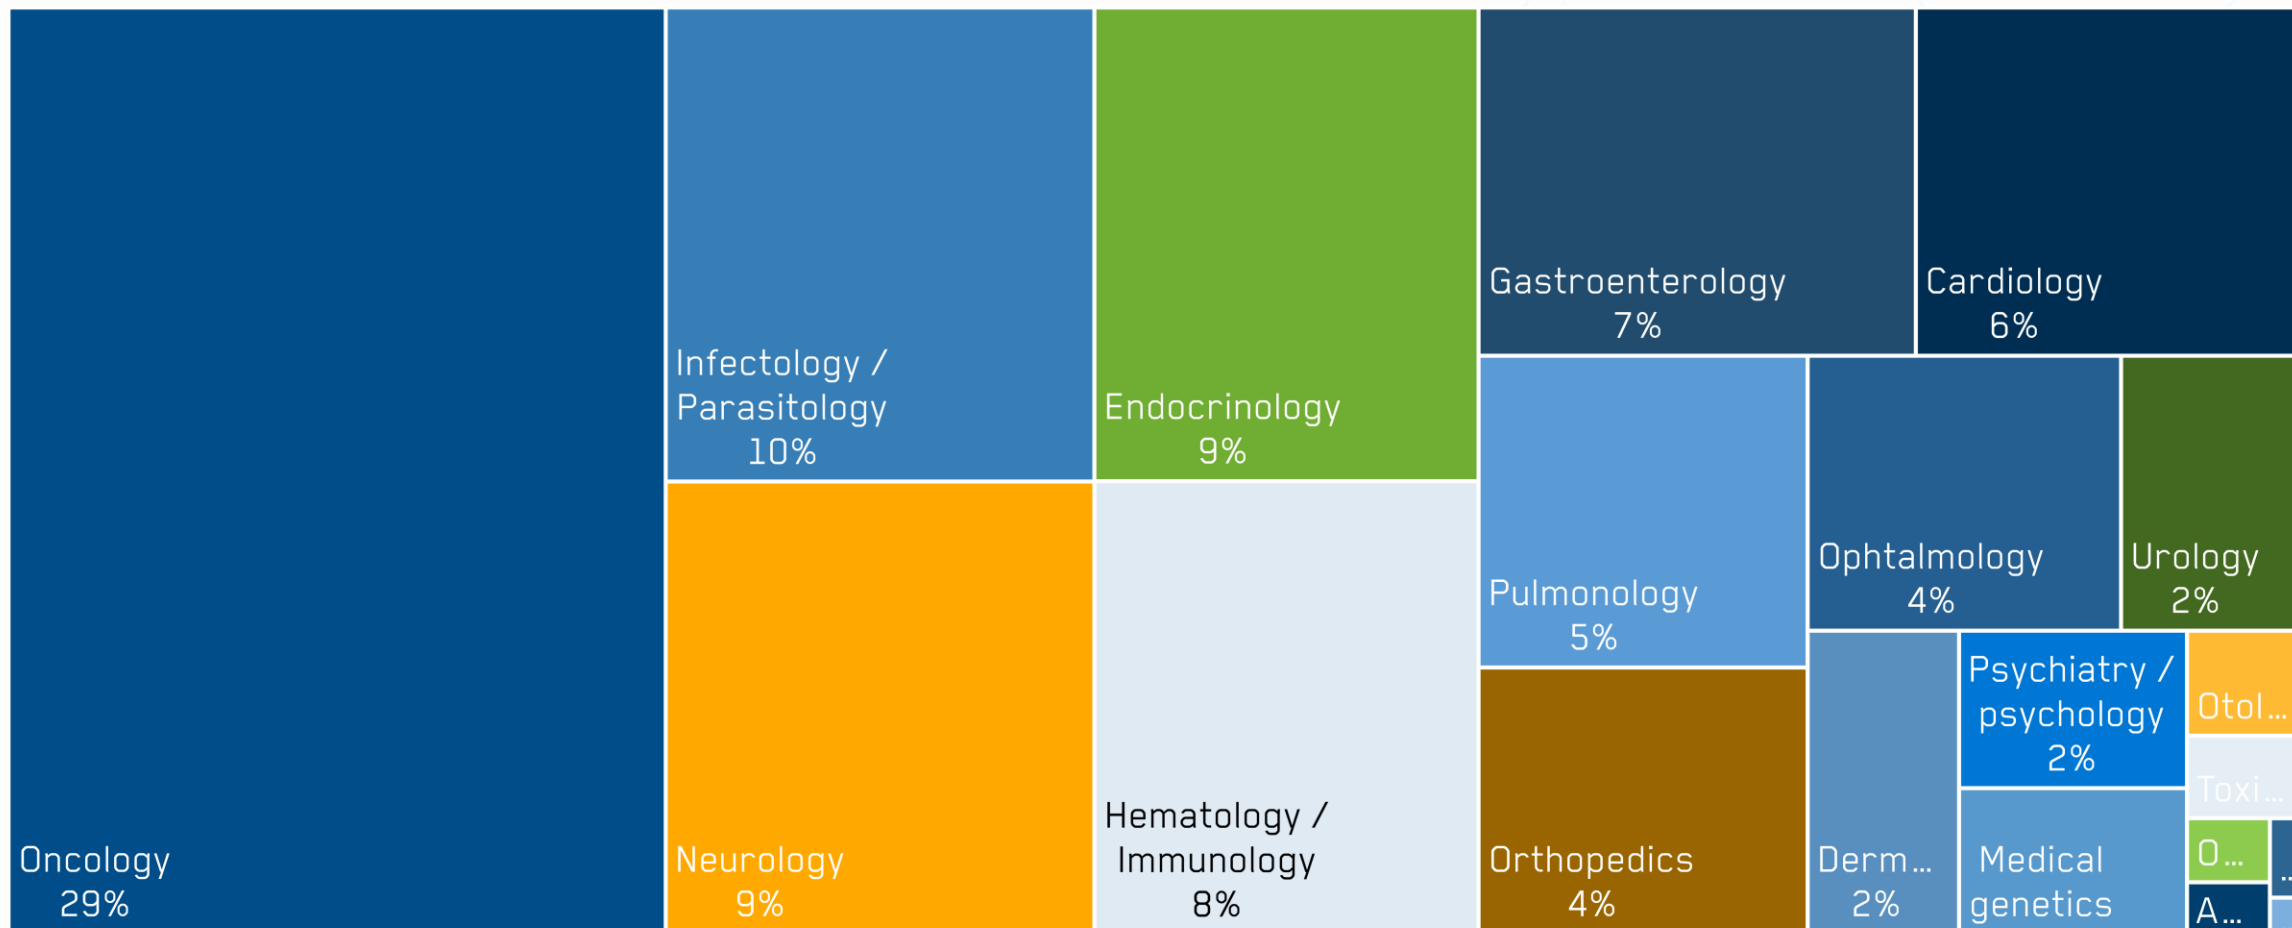 Oncology
29%
Infectology /
Parasitology
10%
Neurology
9%
Endocrinology
9%
Hematology /
Immunology
8%
Gastroenterology
7%
Cardiology
6%
Pulmonology
5%
Ophtalmology
4%
Urology
2%
Orthopedics
4%
Derm...
2%
Psychiatry /
psychology
2%
Medical
genetics
Otol...
Toxi...
O...
A...
..